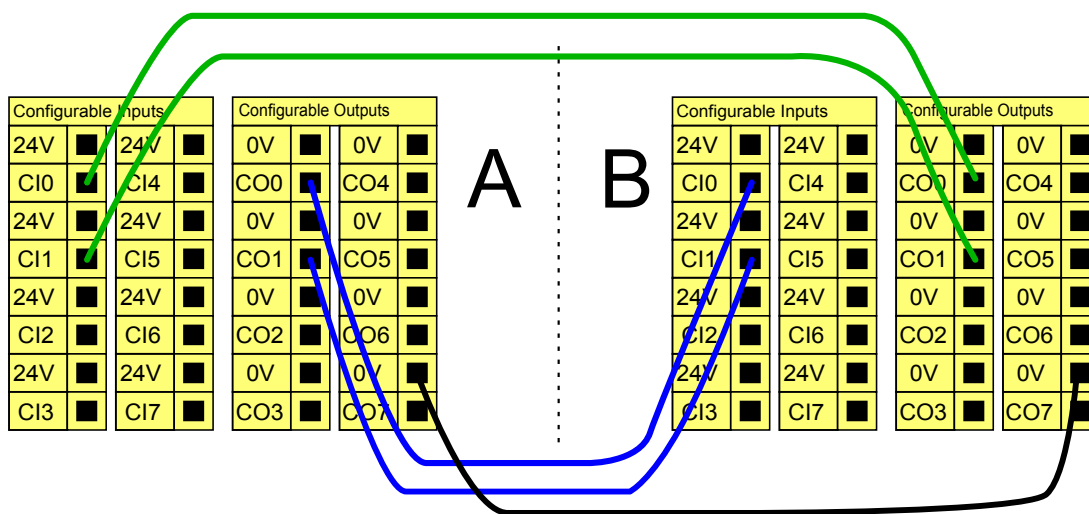 Configurable Inputs
24V 24V
CI0 CI4
24V 24V
CI1 CI5
24V 24V
CI2 CI6
24V 24V
CI3 CI7
Configurable Outputs
0V 0V
CO0 CO4
0V 0V
CO1 CO5
0V 0V
CO2 CO6
0V 0V
CO3 CO7
A
B
Configurable Inputs
24V 24V
CI0 CI4
24V 24V
CI1 CI5
24V 24V
CI2 CI6
24V 24V
CI3 CI7
Configurable Outputs
0V 0V
CO0 CO4
0V 0V
CO1 CO5
0V 0V
CO2 CO6
0V 0V
CO3 CO7